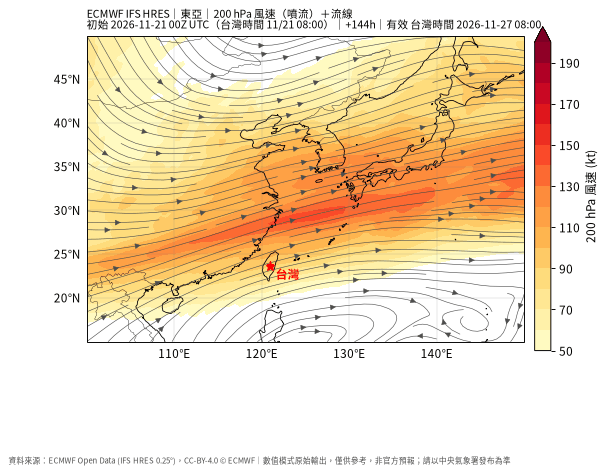 ECMWF IFS HRES｜東亞｜200 hPa 風速（噴流）＋流線
初始 2026-11-21 00Z UTC（台灣時間 11/21 08:00）｜+144h｜有效 台灣時間 2026-11-27 08:00
45°N
40°N
35°N
30°N
25°N
20°N
110°E
120°E
130°E
140°E
台灣
190
170
150
130
110
90
70
50
200 hPa 風速 (kt)
資料來源：ECMWF Open Data (IFS HRES 0.25°)，CC-BY-4.0 © ECMWF｜數值模式原始輸出，僅供參考，非官方預報；請以中央氣象署發布為準